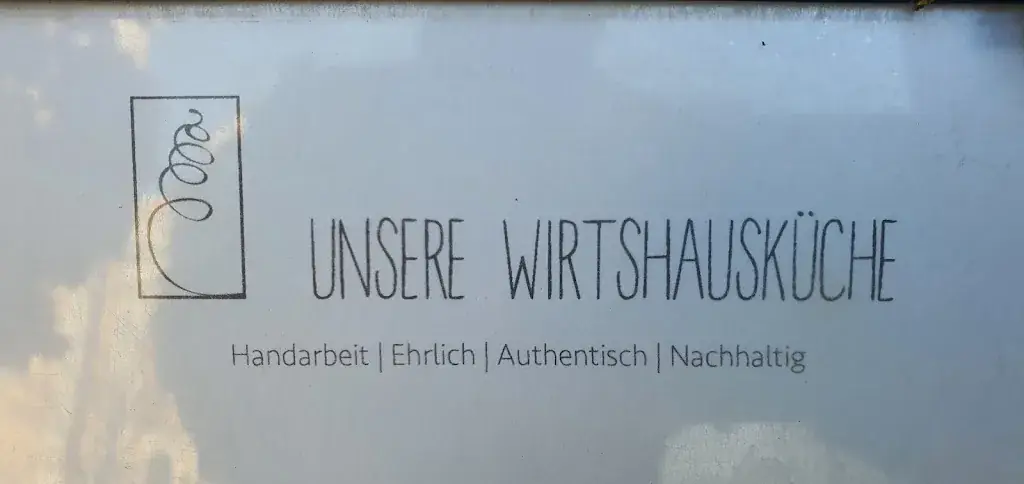 UNSERE WIRTSHAUSKÜCHE
Handarbeit | Ehrlich | Authentisch | Nachhaltig